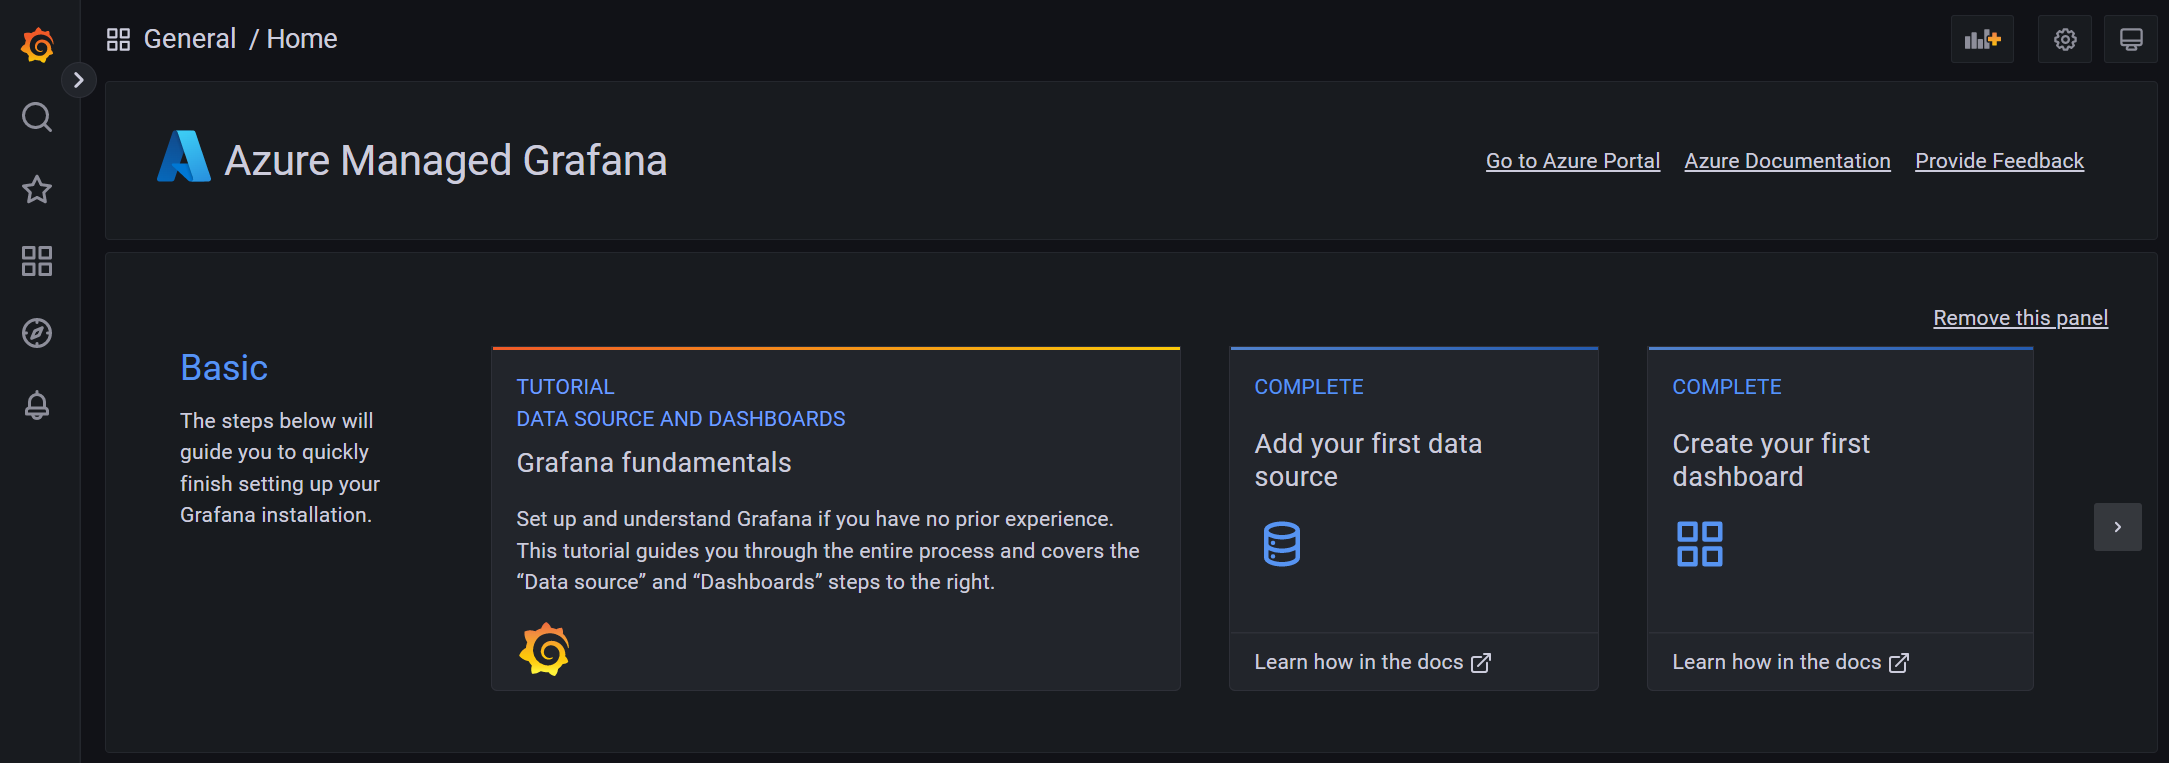 General / Home
Azure Managed Grafana
Go to Azure Portal
Azure Documentation
Provide Feedback
Remove this panel
Basic
The steps below will
guide you to quickly
finish setting up your
Grafana installation.
TUTORIAL
DATA SOURCE AND DASHBOARDS
Grafana fundamentals
Set up and understand Grafana if you have no prior experience.
This tutorial guides you through the entire process and covers the
“Data source” and “Dashboards” steps to the right.
COMPLETE
Add your first data
source
Learn how in the docs
COMPLETE
Create your first
dashboard
Learn how in the docs